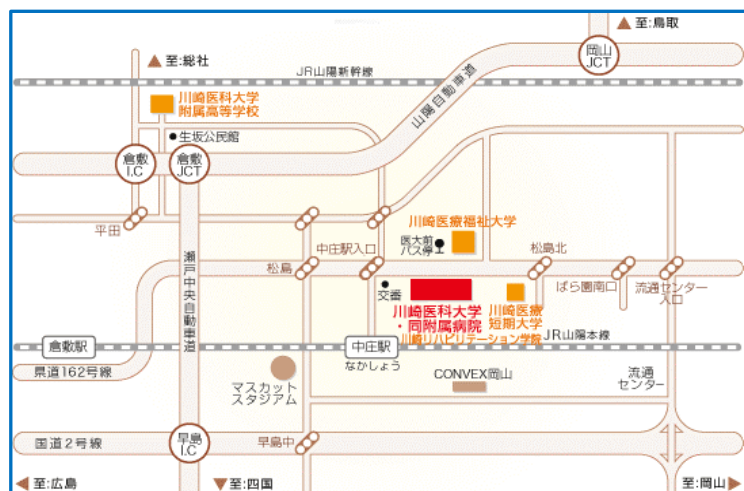 ▲至:鳥取
岡山
JCT
▲至:総社
JR山陽新幹線
山陽自動車道
川崎医科大学
附属高等学校
●生坂公民館
倉敷
I.C
倉敷
JCT
平田
川崎医療福祉大学
中庄駅入口
医大前
バス停
松島北
松島
瀬戸中央自動車道
交番
ばら園南口
流通センター
入口
川崎医科大学
・同附属病院
川崎医療
短期大学
川崎リハビリテーション学院
JR山陽本線
倉敷駅
中庄駅
なかしょう
県道162号線
マスカット
スタジアム
CONVEX岡山
流通
センター
国道2号線
早島
I.C
早島中
◀至:広島
▼至:四国
至:岡山▶